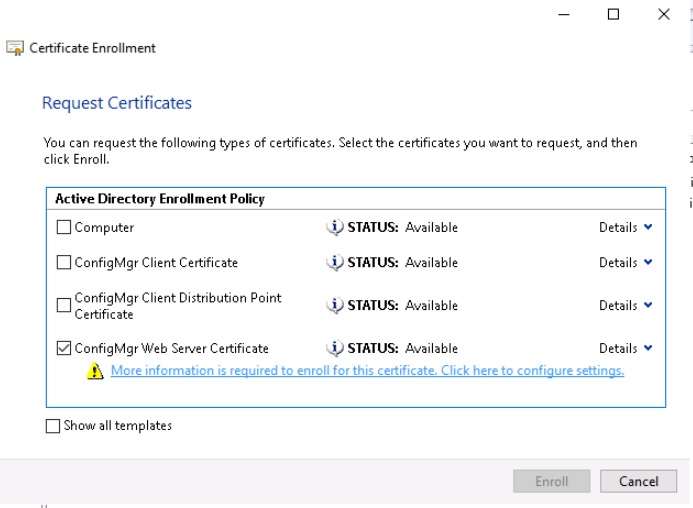 Certificate Enrollment
Request Certificates
You can request the following types of certificates. Select the certificates you want to request, and then
click Enroll.
Active Directory Enrollment Policy
Computer STATUS: Available Details
ConfigMgr Client Certificate STATUS: Available Details
ConfigMgr Client Distribution Point
Certificate STATUS: Available Details
ConfigMgr Web Server Certificate STATUS: Available Details
More information is required to enroll for this certificate. Click here to configure settings.
Show all templates
Enroll Cancel